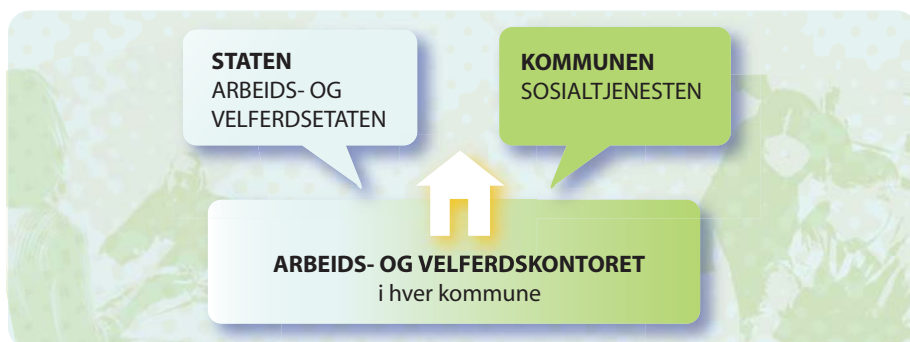 STATEN
ARBEIDS- OG
VELFERDSETATEN
KOMMUNEN
SOSIALTJENESTEN
ARBEIDS- OG VELFERDSKONTORET
i hver kommune